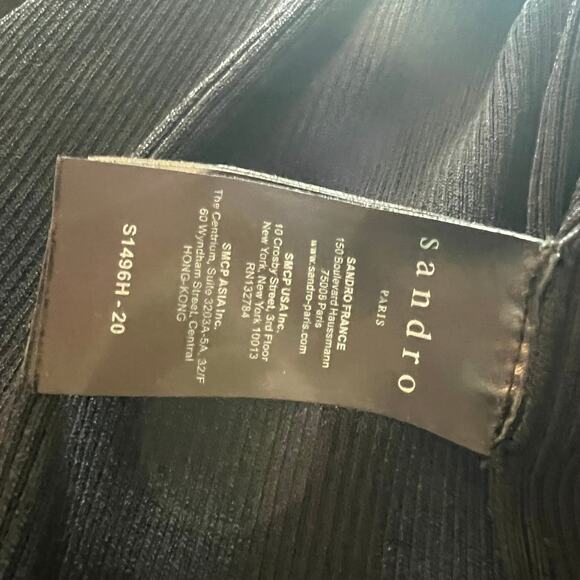 sandro
PARIS
SANDRO FRANCE
150 Boulevard Haussmann
75008 Paris
www.sandro-paris.com
SMCP USA Inc.
10 Crosby Street, 3rd Floor
New York, New York 10013
RN132784
SMCP ASIA Inc.
The Centrium, Suite 3203A-5A, 32/F
60 Wyndham Street, Central
HONG-KONG
S1496H - 20